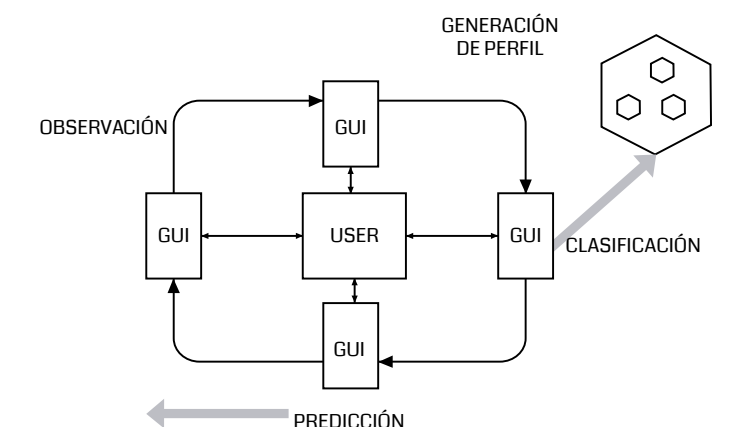 GENERACIÓN
DE PERFIL
OBSERVACIÓN
GUI
GUI
USER
GUI
CLASIFICACIÓN
GUI
PREDICCIÓN